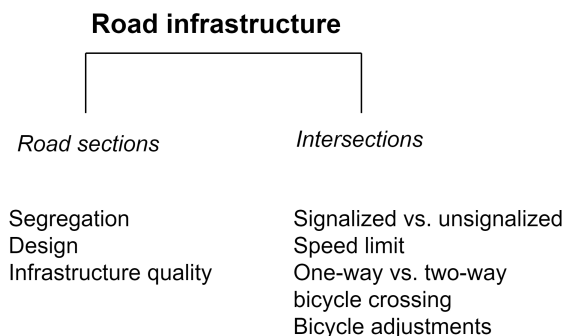 Road infrastructure
Road sections
Intersections
Segregation
Design
Infrastructure quality
Signalized vs. unsignalized
Speed limit
One-way vs. two-way
bicycle crossing
Bicycle adjustments